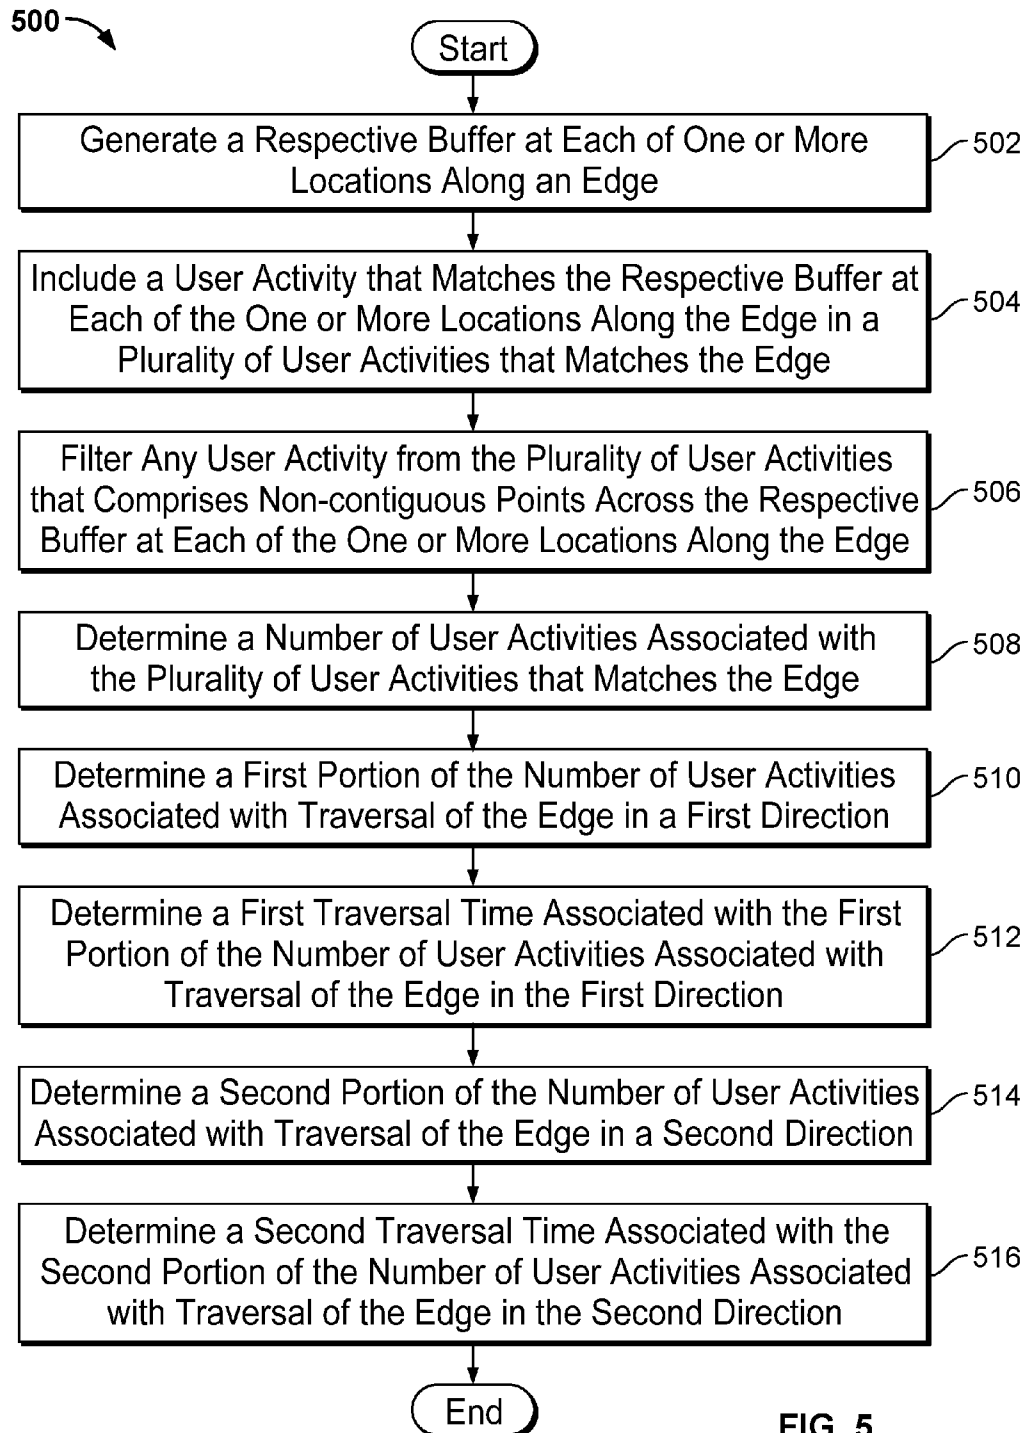 500
Start
Generate a Respective Buffer at Each of One or More
Locations Along an Edge
502
Include a User Activity that Matches the Respective Buffer at
Each of the One or More Locations Along the Edge in a
Plurality of User Activities that Matches the Edge
504
Filter Any User Activity from the Plurality of User Activities
that Comprises Non-contiguous Points Across the Respective
Buffer at Each of the One or More Locations Along the Edge
506
Determine a Number of User Activities Associated with
the Plurality of User Activities that Matches the Edge
508
Determine a First Portion of the Number of User Activities
Associated with Traversal of the Edge in a First Direction
510
Determine a First Traversal Time Associated with the First
Portion of the Number of User Activities Associated with
Traversal of the Edge in the First Direction
512
Determine a Second Portion of the Number of User Activities
Associated with Traversal of the Edge in a Second Direction
514
Determine a Second Traversal Time Associated with the
Second Portion of the Number of User Activities Associated
with Traversal of the Edge in the Second Direction
516
End
FIG. 5